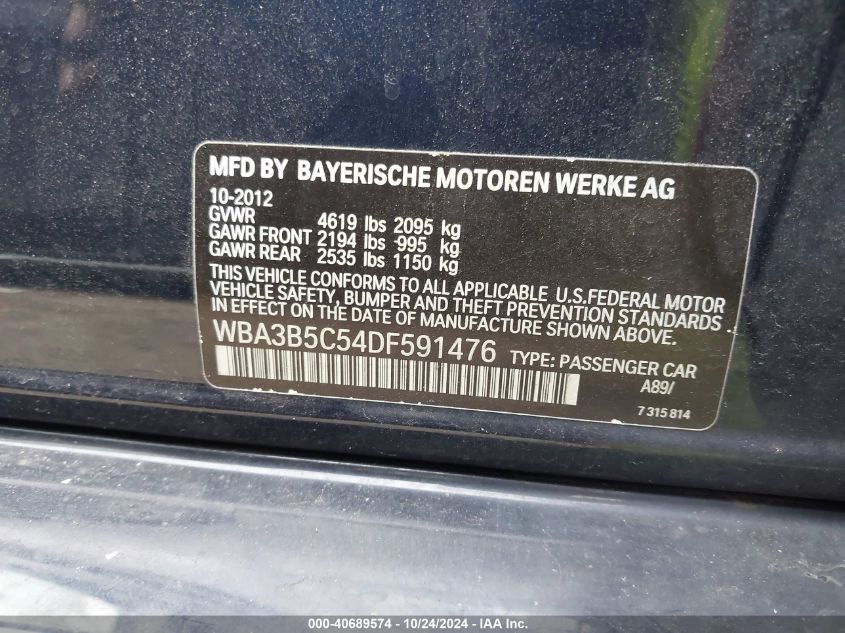 MFD BY BAYERISCHE MOTOREN WERKE AG
10-2012
GVWR 4619 lbs 2095 kg
GAWR FRONT 2194 lbs 995 kg
GAWR REAR 2535 lbs 1150 kg
THIS VEHICLE CONFORMS TO ALL APPLICABLE U.S.FEDERAL MOTOR
VEHICLE SAFETY, BUMPER AND THEFT PREVENTION STANDARDS
IN EFFECT ON THE DATE OF MANUFACTURE SHOWN ABOVE.
WBA3B5C54DF591476 TYPE: PASSENGER CAR
A89/
7 315 814
000-40689574 - 10/24/2024 - IAAI Inc.